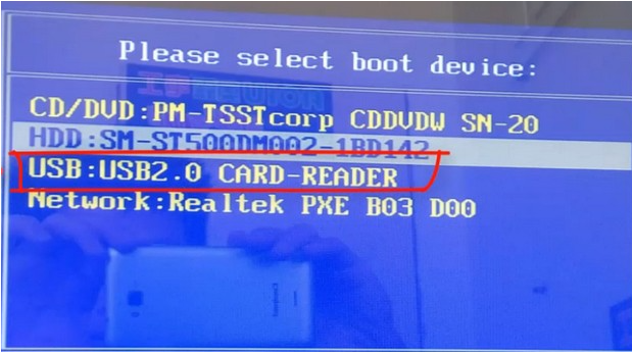 Please select boot device:
CD/DVD:PM-TSSTcorp CDDVDW SN-20
HDD:SM-ST500DM002-1BD142
USB:USB2.0 CARD-READER
Network:Realtek PXE B03 D00